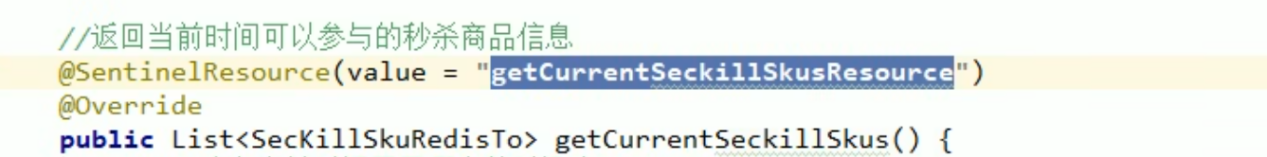 //返回当前时间可以参与的秒杀商品信息
@SentinelResource(value = "getCurrentSeckillSkusResource")
@Override
public List<SecKillSkuRedisTo> getCurrentSeckillSkus() {